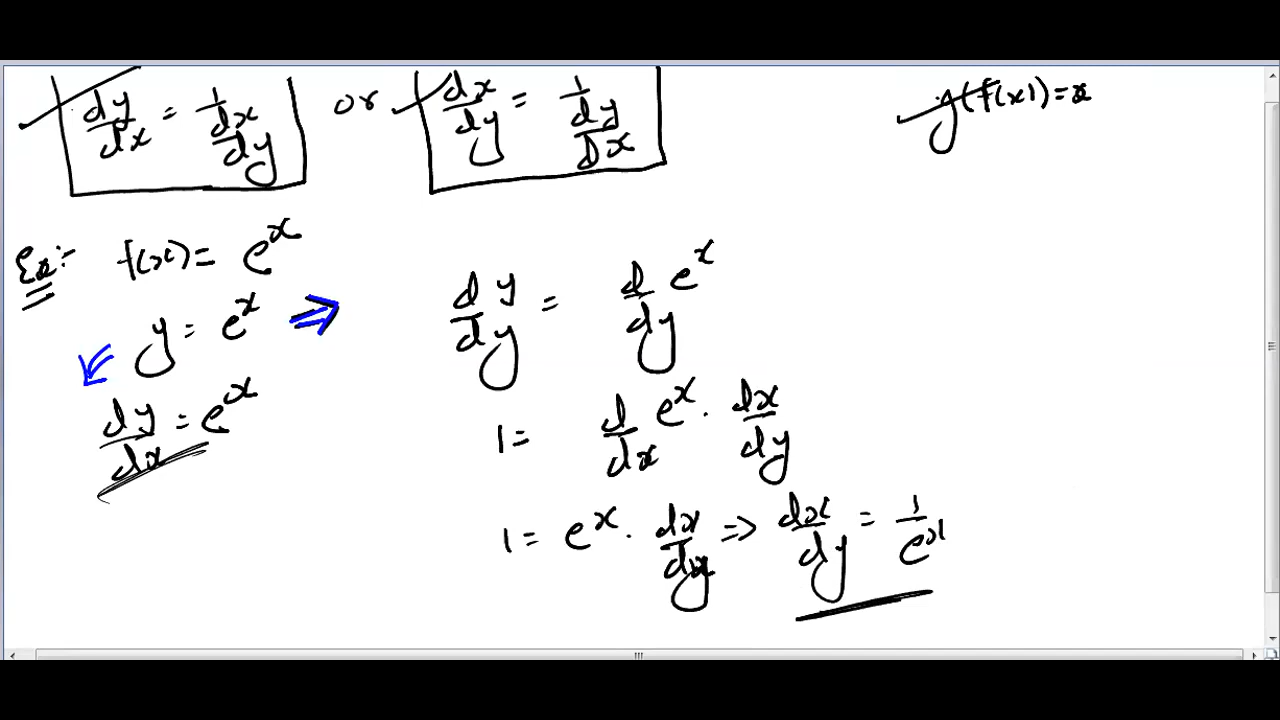 dy/dx = 1/(dx/dy) or dx/dy = 1/(dy/dx)
g(f(x)) = x
Ex:- f(x) = e^x
y = e^x ⇒
dy/dx = e^x
dy/dy = d/dy e^x
1 = d/dx e^x · dx/dy
1 = e^x · dx/dy => dx/dy = 1/e^x